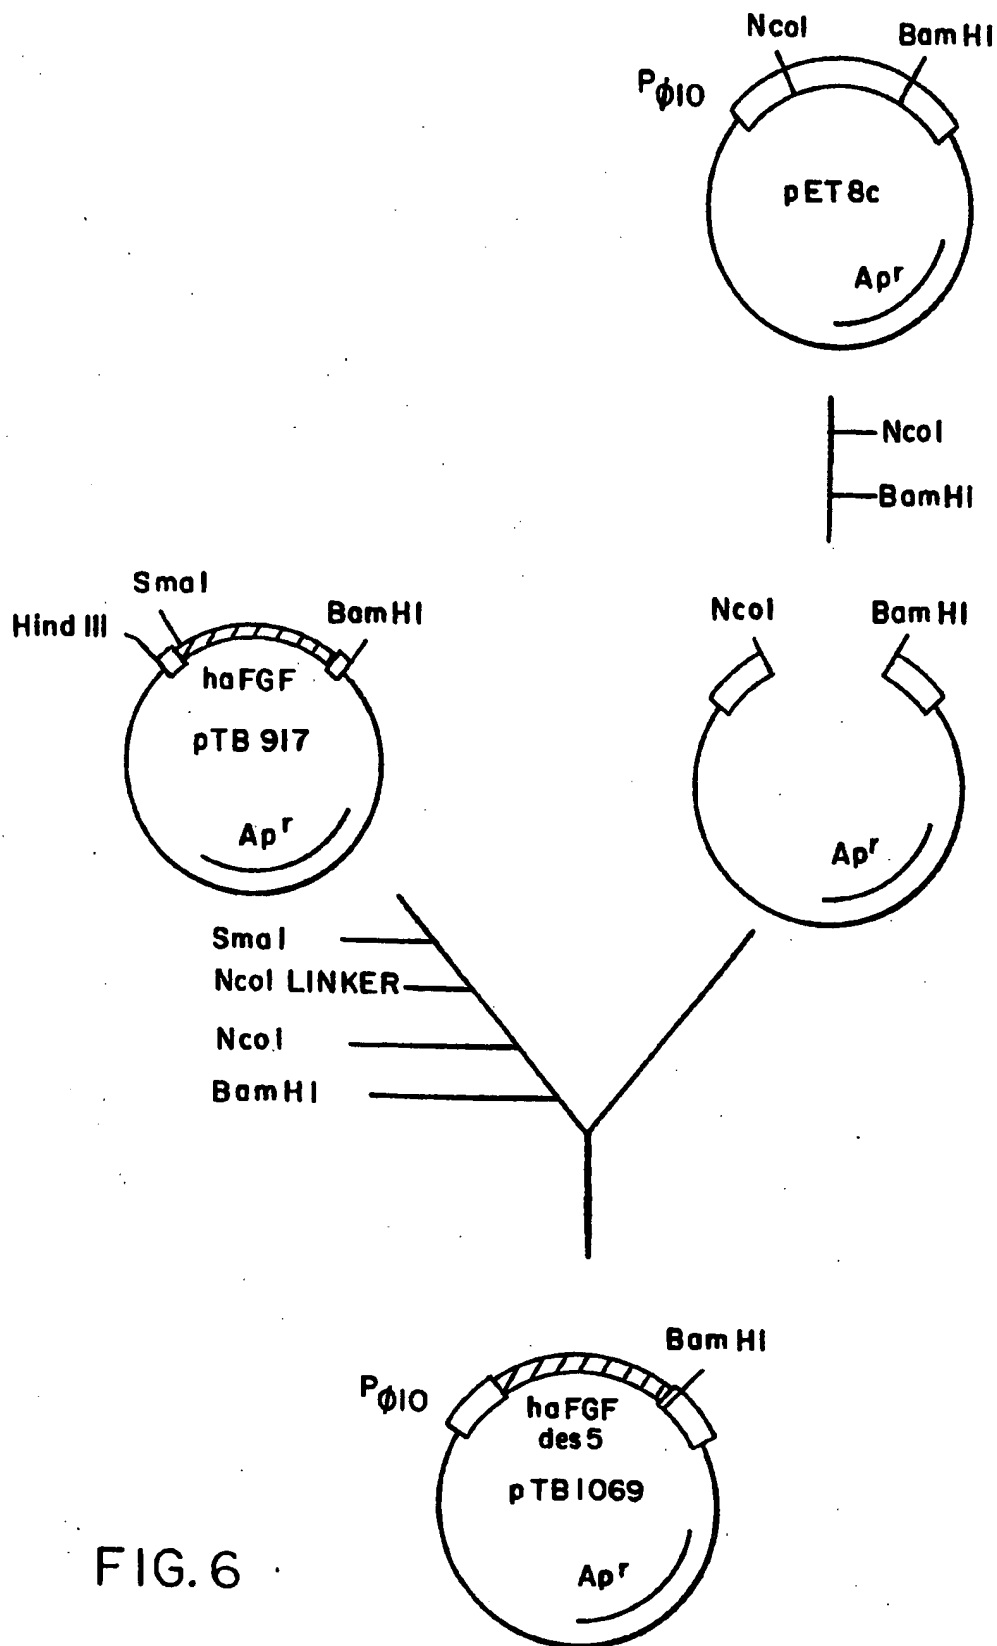 NcoI
BamHI
Pϕ10
pET8c
Apʳ
NcoI
BamHI
SmaI
HindIII
BamHI
haFGF
pTB917
Apʳ
NcoI
BamHI
Apʳ
SmaI
NcoI LINKER
NcoI
BamHI
BamHI
Pϕ10
haFGF
des5
pTB1069
Apʳ
FIG. 6